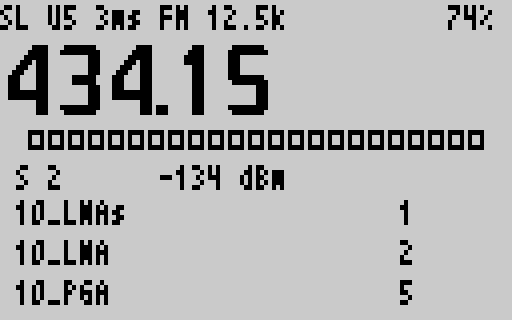 SL U5 3ms FM 12.5k 74%
434.15
S 2 -134 dBm
10_LNAs 1
10_LNA 2
10_PGA 5